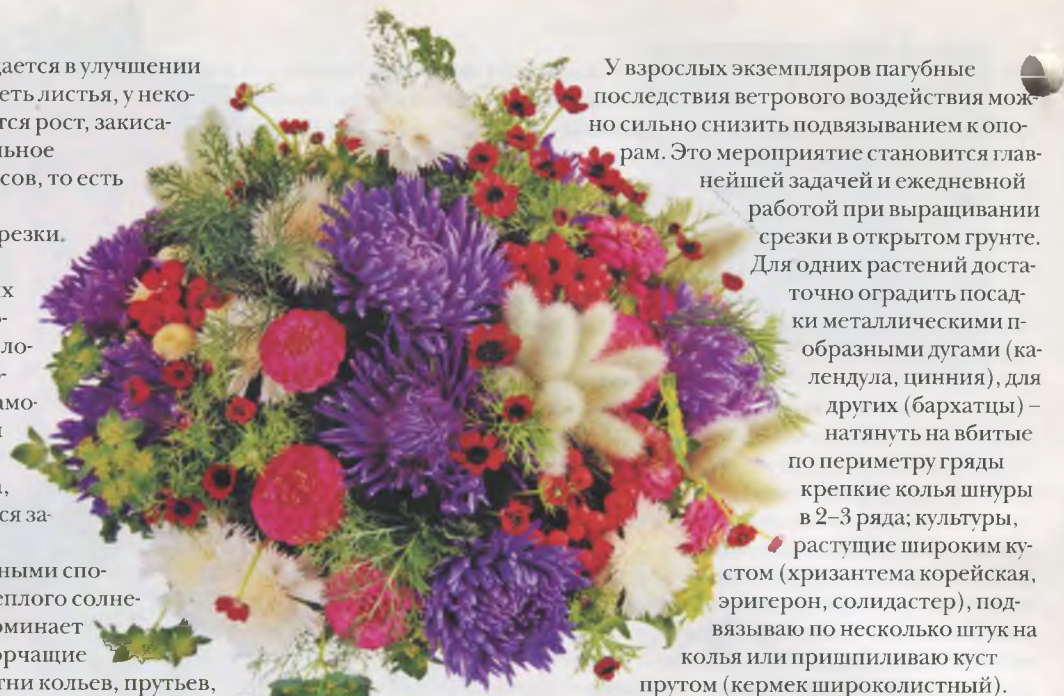 дается в улучшении
еть листья, у неко-
тся рост, закиса-
льное
сов, то есть
резки.
х
-
ло-
-
амо-
и
,
ся за-
ными спо-
еплого солне-
оминает
орчащие
тни кольев, прутьев,
У взрослых экземпляров пагубные
последствия ветрового воздействия мож-
но сильно снизить подвязыванием к опо-
рам. Это мероприятие становится глав-
нейшей задачей и ежедневной
работой при выращивании
срезки в открытом грунте.
Для одних растений доста-
точно оградить посад-
ки металлическими п-
образными дугами (ка-
лендула, цинния), для
других (бархатцы) –
натянуть на вбитые
по периметру гряды
крепкие колья шнуры
в 2–3 ряда; культуры,
растущие широким ку-
стом (хризантема корейская,
эригерон, солидастер), под-
вязываю по несколько штук на
колья или пришпиливаю куст
прутом (кермек широколистный).